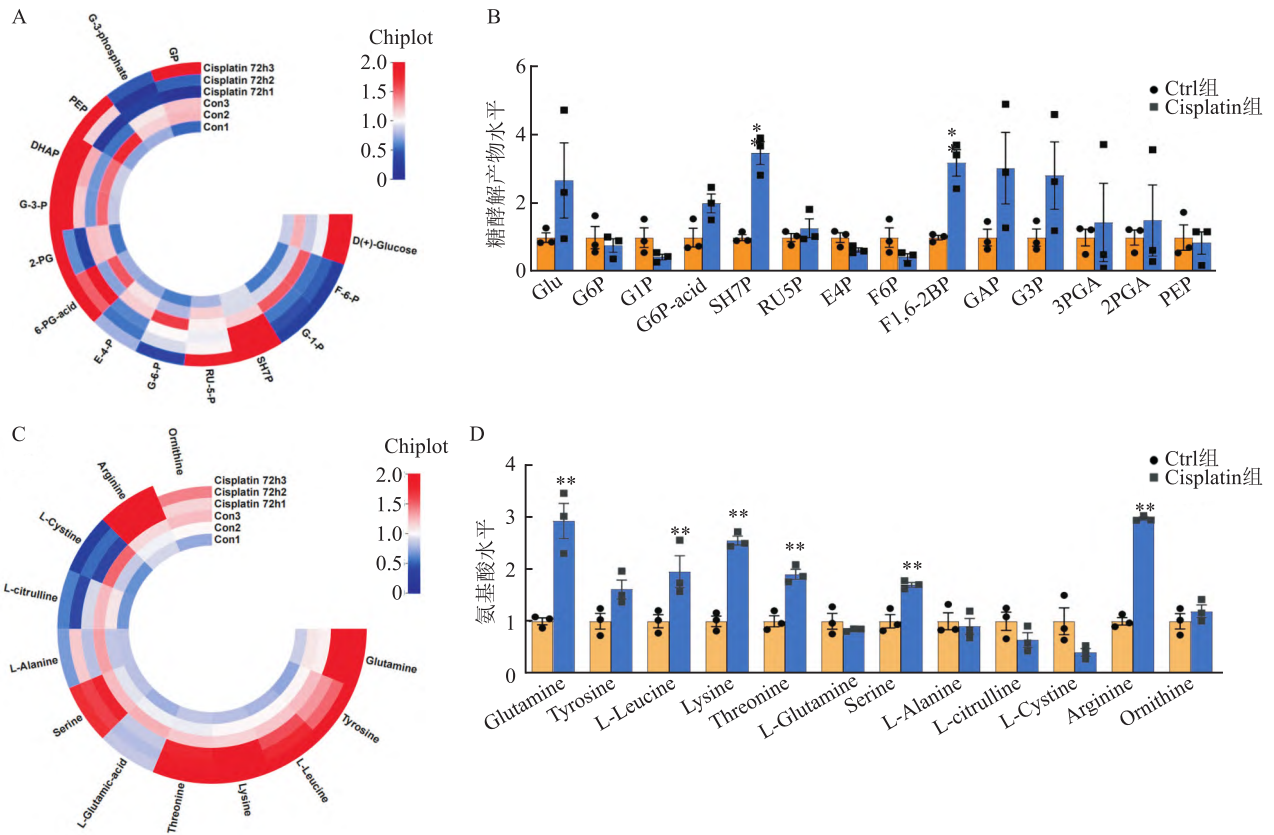 A
Chiplot
2.0
1.5
1.0
0.5
0
G-3-phosphate
GP
PEP
DHAP
G-3-P
2-PG
6-PG-acid
E-4-P
G-6-P
RU-5-P
SH7P
G-1-P
F-6-P
D(+)-Glucose
Cisplatin 72h3
Cisplatin 72h2
Cisplatin 72h1
Con3
Con2
Con1
B
糖酵解产物水平
6
4
2
0
Ctrl组
Cisplatin组
*
*
*
*
Glu
G6P
G1P
G6P-acid
SH7P
RU5P
E4P
F6P
F1,6-2BP
GAP
G3P
3PGA
2PGA
PEP
C
Chiplot
2.0
1.5
1.0
0.5
0
Ornithine
Arginine
L-Cystine
L-citrulline
L-Alanine
Serine
L-Glutamic-acid
Threonine
Lysine
L-Leucine
Tyrosine
Glutamine
Cisplatin 72h3
Cisplatin 72h2
Cisplatin 72h1
Con3
Con2
Con1
D
氨基酸水平
4
3
2
1
0
Ctrl组
Cisplatin组
**
**
**
**
**
**
Glutamine
Tyrosine
L-Leucine
Lysine
Threonine
L-Glutamine
Serine
L-Alanine
L-citrulline
L-Cystine
Arginine
Ornithine